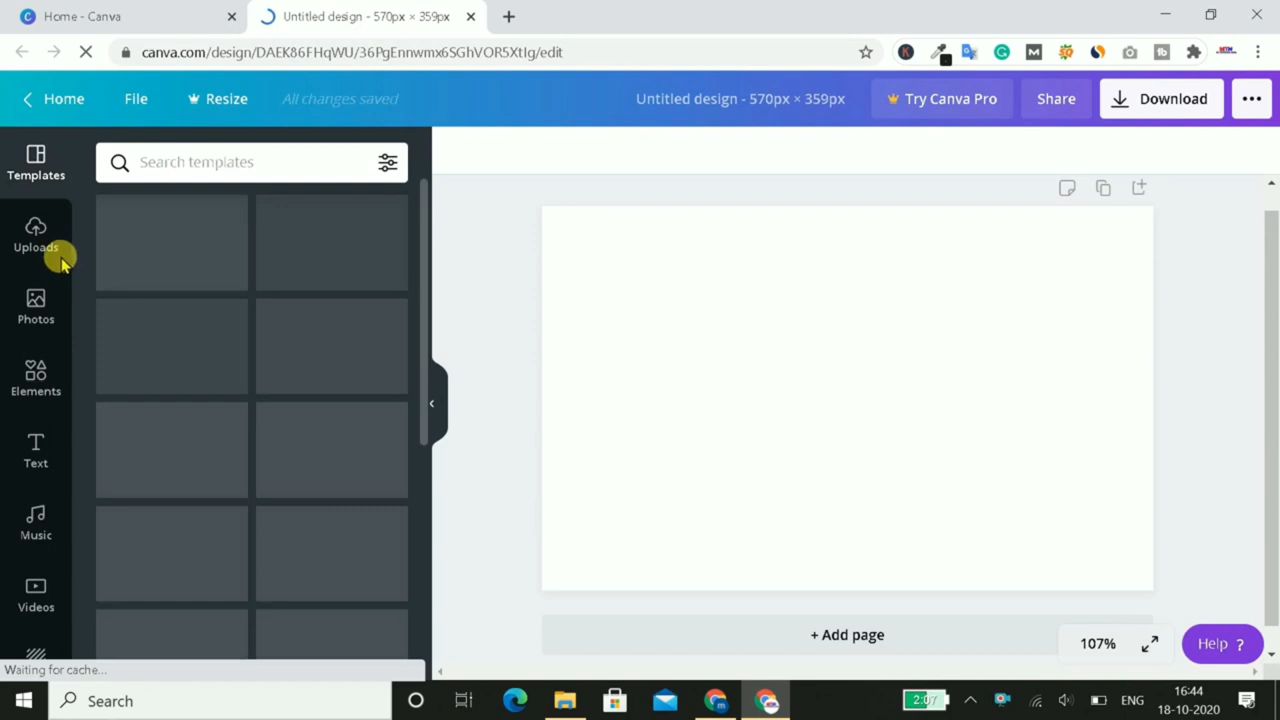 Home - Canva
Untitled design - 570px × 359px
canva.com/design/DAEK86FHqWU/36PgEnnwmx6SGhVOR5XtIg/edit
Home
File
Resize
All changes saved
Untitled design - 570px × 359px
Try Canva Pro
Share
Download
Templates
Search templates
Uploads
Photos
Elements
Text
Music
Videos
+ Add page
107%
Help ?
Waiting for cache...
Search
2:07
ENG
16:44
18-10-2020